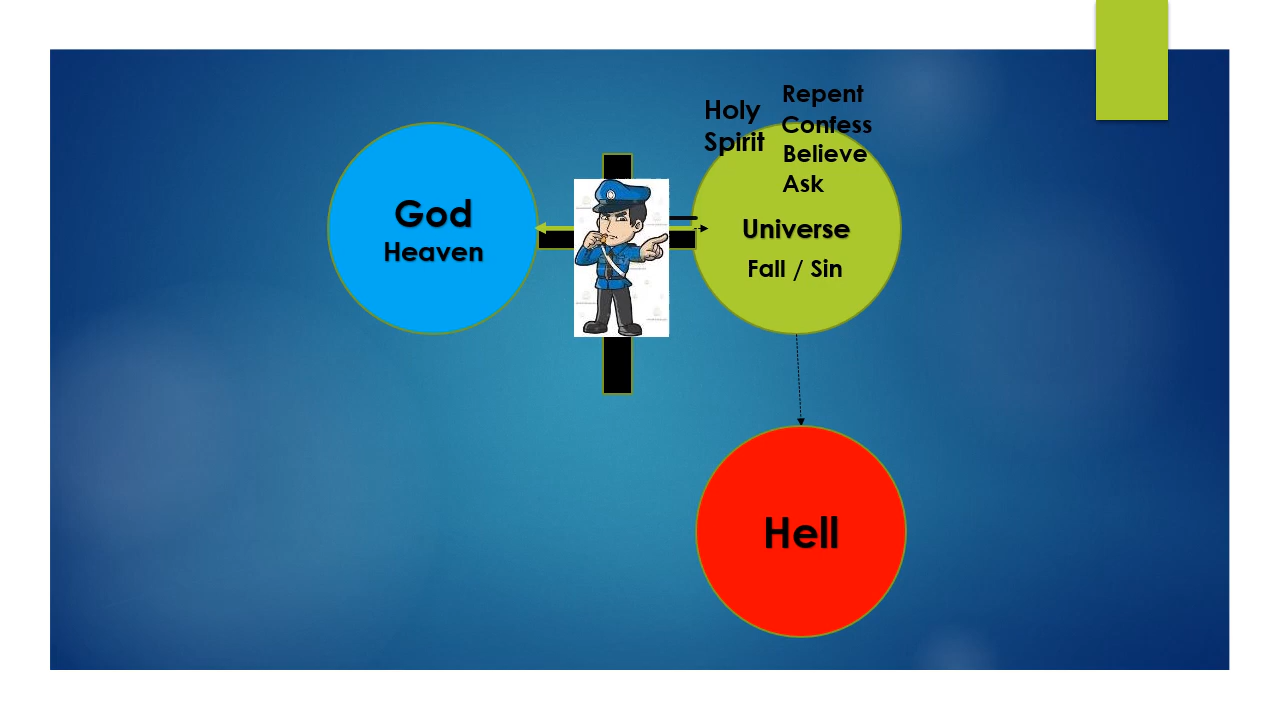 God
Heaven
Holy
Spirit
Repent
Confess
Believe
Ask
Universe
Fall / Sin
Hell